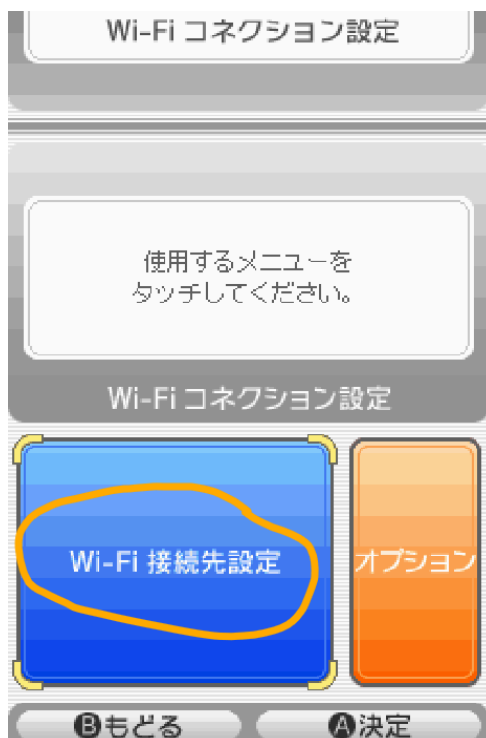 Wi-Fi コネクション設定
使用するメニューを
タッチしてください。
Wi-Fi コネクション設定
Wi-Fi 接続先設定
オプション
Ⓑもどる
Ⓐ決定